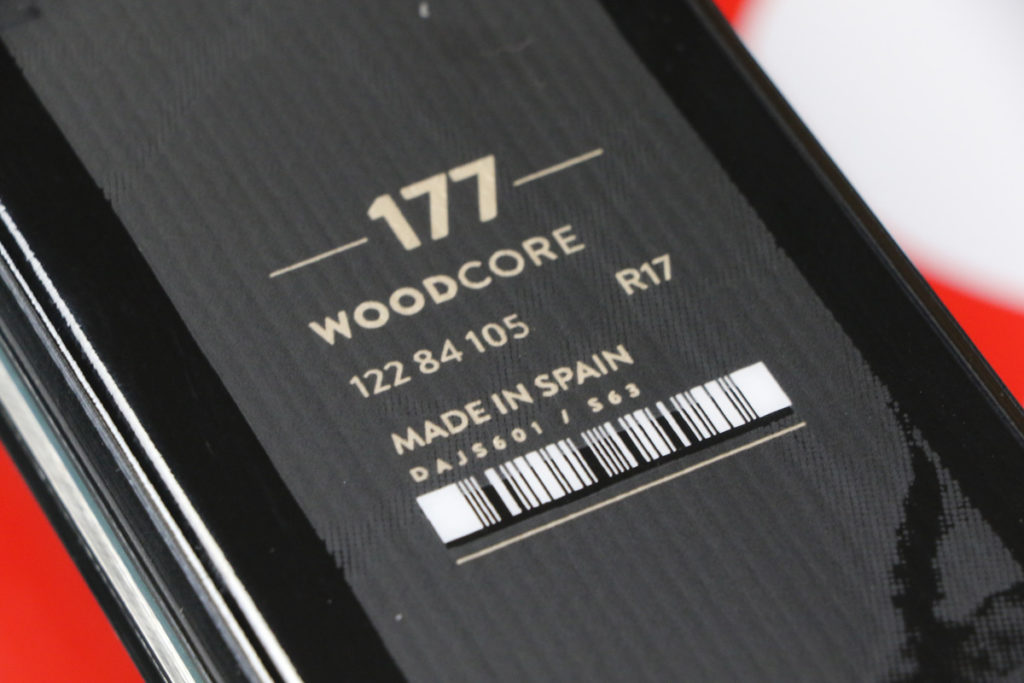 177
WOODCORE
122 84 105 R17
MADE IN SPAIN
DAJS601 / S63